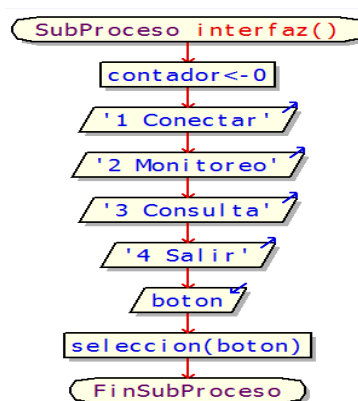 SubProceso interfaz()
contador<-0
'1 Conectar'
'2 Monitoreo'
'3 Consulta'
'4 Salir'
boton
seleccion(boton)
FinSubProceso